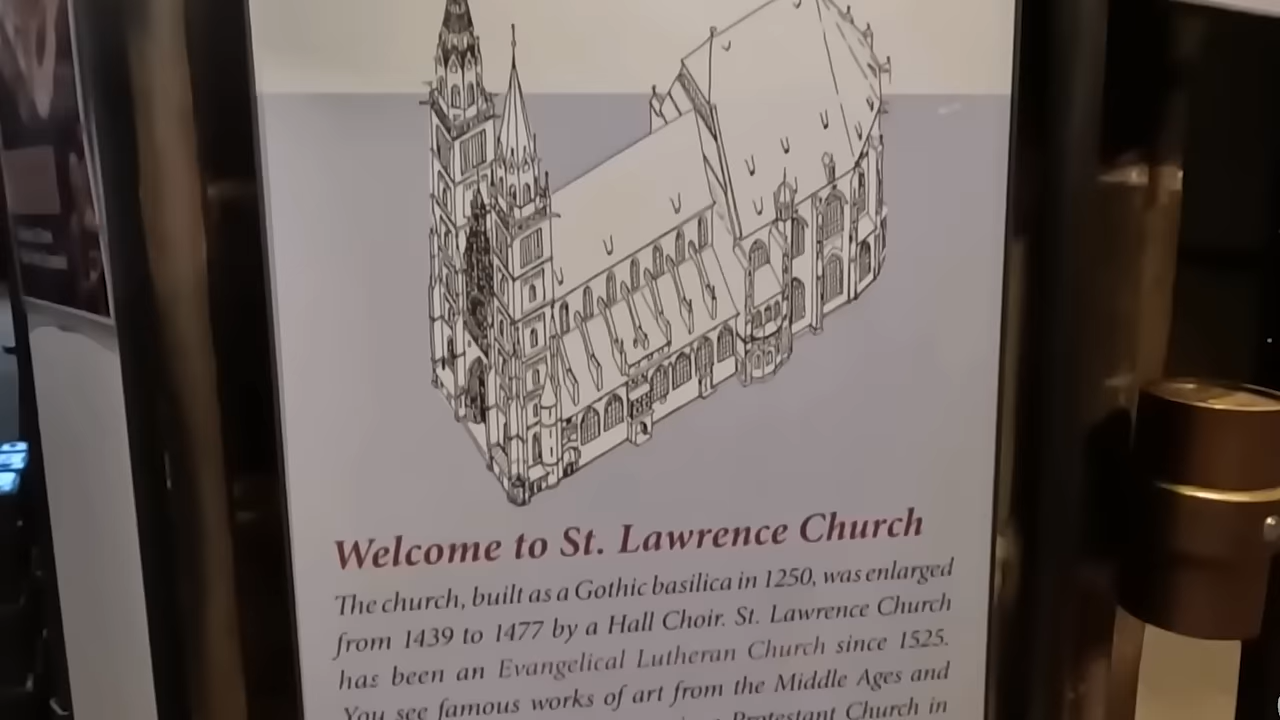 Welcome to St. Lawrence Church
The church, built as a Gothic basilica in 1250, was enlarged
from 1439 to 1477 by a Hall Choir. St. Lawrence Church
has been an Evangelical Lutheran Church since 1525.
You see famous works of art from the Middle Ages and
Protestant Church in